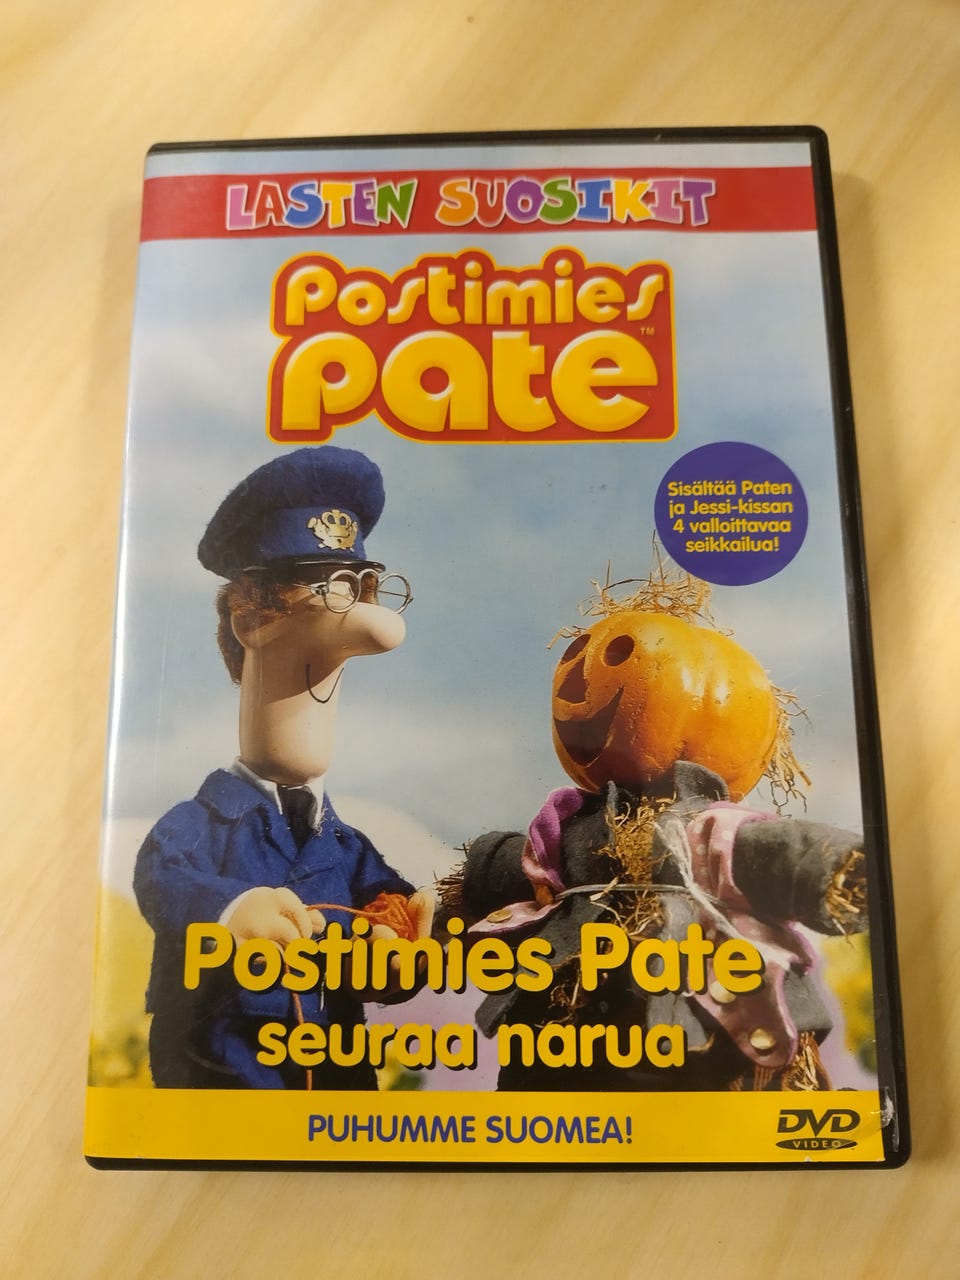 LASTEN SUOSIKIT
Postimies
Pate™
Sisältää Paten
ja Jessi-kissan
4 valloittavaa
seikkailua!
Postimies Pate
seuraa narua
PUHUMME SUOMEA!
DVD
VIDEO